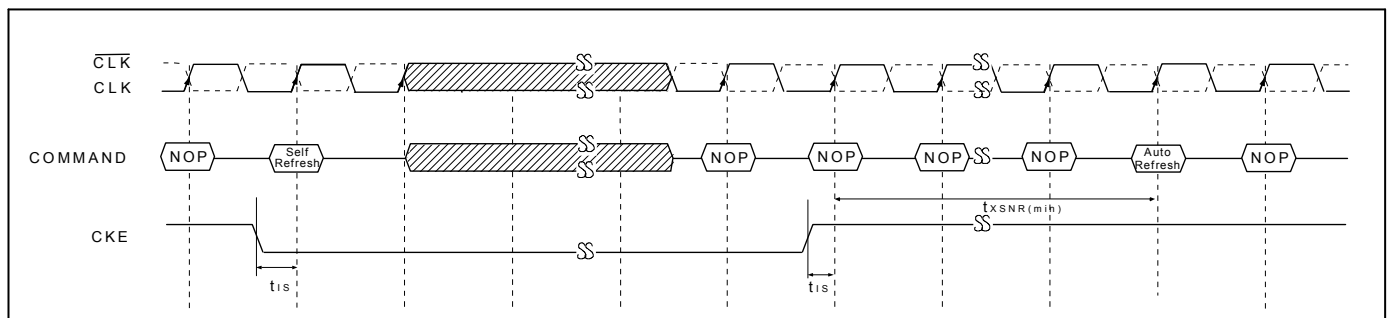 CLK
CLK
COMMAND NOP Self Refresh NOP NOP NOP NOP Auto Refresh NOP
tXSNR(min)
CKE
tIS tIS